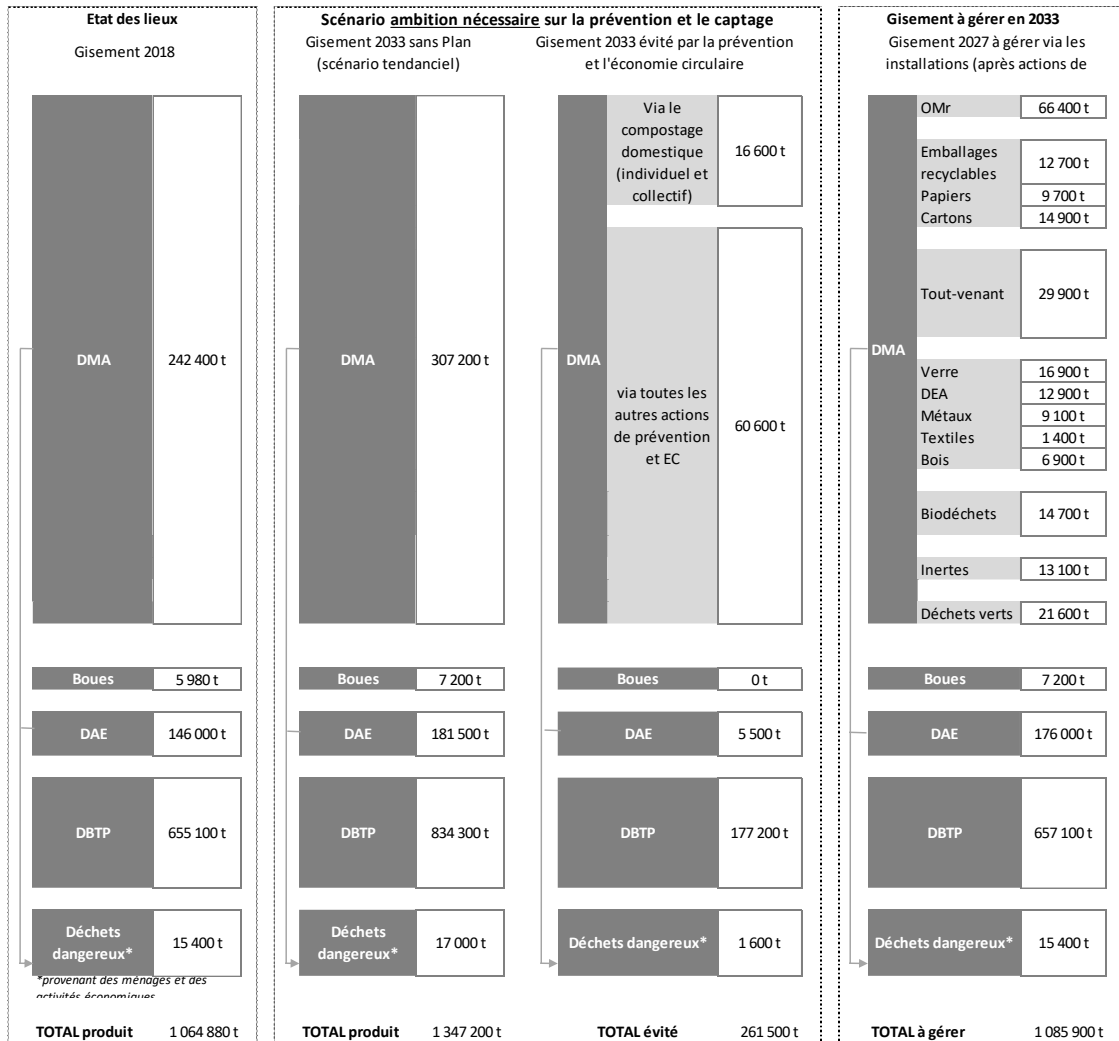 Etat des lieux
Gisement 2018
DMA 242 400 t
Boues 5 980 t
DAE 146 000 t
DBTP 655 100 t
Déchets
dangereux* 15 400 t
*provenant des ménages et des
activités économiques
TOTAL produit 1 064 880 t
Scénario ambition nécessaire sur la prévention et le captage
Gisement 2033 sans Plan
(scénario tendanciel)
DMA 307 200 t
Boues 7 200 t
DAE 181 500 t
DBTP 834 300 t
Déchets
dangereux* 17 000 t
TOTAL produit 1 347 200 t
Gisement 2033 évité par la prévention
et l'économie circulaire
DMA
Via le
compostage
domestique
(individuel et
collectif)
16 600 t
via toutes les
autres actions
de prévention
et EC
60 600 t
Boues 0 t
DAE 5 500 t
DBTP 177 200 t
Déchets dangereux* 1 600 t
TOTAL évité 261 500 t
Gisement à gérer en 2033
Gisement 2027 à gérer via les
installations (après actions de
DMA
OMr 66 400 t
Emballages
recyclables 12 700 t
Papiers 9 700 t
Cartons 14 900 t
Tout-venant 29 900 t
Verre 16 900 t
DEA 12 900 t
Métaux 9 100 t
Textiles 1 400 t
Bois 6 900 t
Biodéchets 14 700 t
Inertes 13 100 t
Déchets verts 21 600 t
Boues 7 200 t
DAE 176 000 t
DBTP 657 100 t
Déchets dangereux* 15 400 t
TOTAL à gérer 1 085 900 t